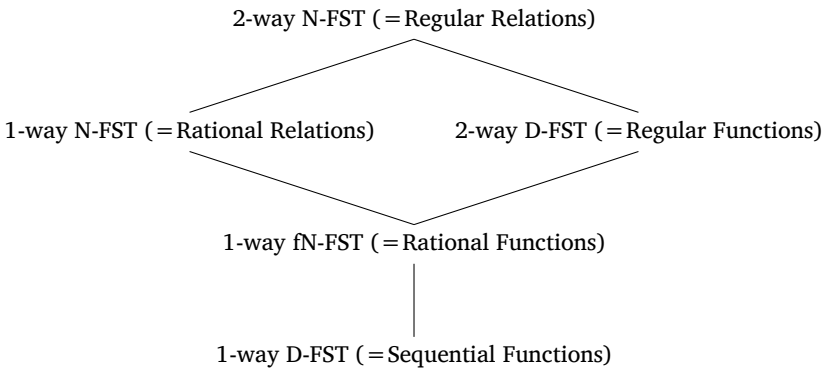 2-way N-FST (=Regular Relations)
1-way N-FST (=Rational Relations)
2-way D-FST (=Regular Functions)
1-way fN-FST (=Rational Functions)
1-way D-FST (=Sequential Functions)